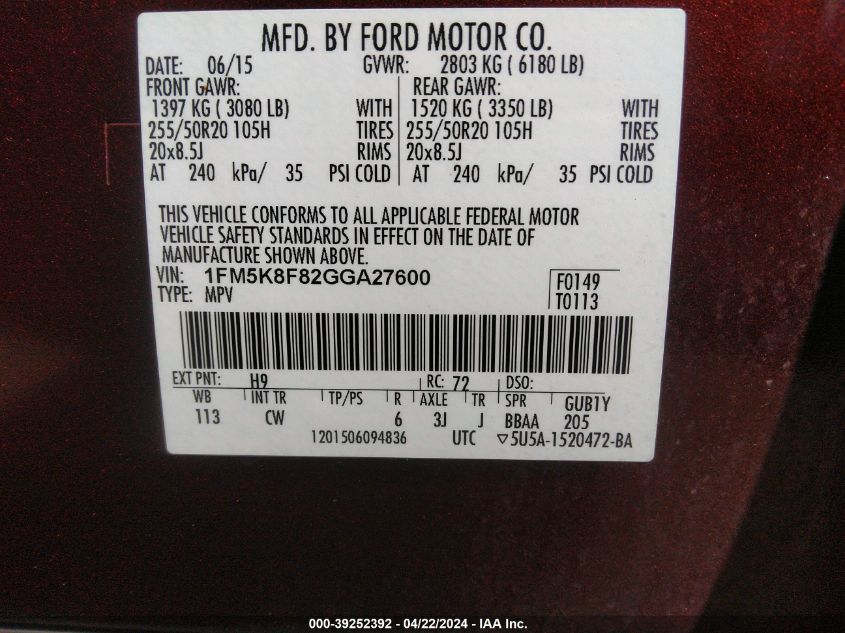 MFD. BY FORD MOTOR CO.
DATE: 06/15 GVWR: 2803 KG ( 6180 LB)
FRONT GAWR: REAR GAWR:
1397 KG ( 3080 LB) WITH 1520 KG ( 3350 LB) WITH
255/50R20 105H TIRES 255/50R20 105H TIRES
20x8.5J RIMS 20x8.5J RIMS
AT 240 kPa/ 35 PSI COLD AT 240 kPa/ 35 PSI COLD
THIS VEHICLE CONFORMS TO ALL APPLICABLE FEDERAL MOTOR
VEHICLE SAFETY STANDARDS IN EFFECT ON THE DATE OF
MANUFACTURE SHOWN ABOVE.
VIN: 1FM5K8F82GGA27600 F0149
TYPE: MPV T0113
EXT PNT: H9 RC: 72 DSO:
WB INT TR TP/PS R AXLE TR SPR GUB1Y
113 CW 6 3J J BBAA 205
1201506094836 UTC ▽5U5A-1520472-BA
000-39252392 - 04/22/2024 - IAA Inc.